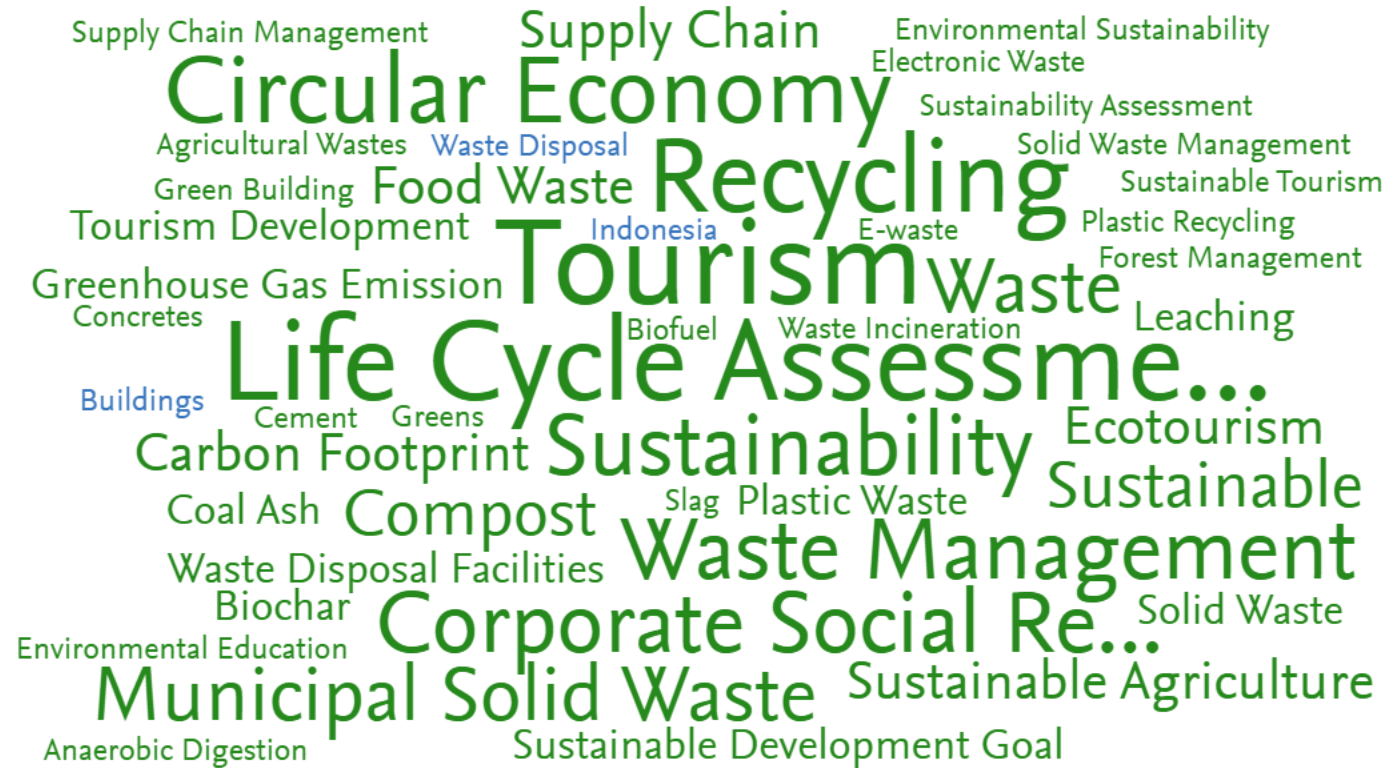 Supply Chain Management
Supply Chain
Environmental Sustainability
Circular Economy
Electronic Waste
Sustainability Assessment
Agricultural Wastes
Waste Disposal
Recycling
Solid Waste Management
Green Building
Food Waste
Sustainable Tourism
Tourism Development
Tourism
Indonesia
E-waste
Plastic Recycling
Greenhouse Gas Emission
Waste
Forest Management
Concretes
Life Cycle Assessme...
Biofuel
Waste Incineration
Leaching
Buildings
Cement
Greens
Carbon Footprint
Sustainability
Ecotourism
Coal Ash
Compost
Slag
Plastic Waste
Sustainable
Waste Disposal Facilities
Waste Management
Biochar
Corporate Social Re...
Solid Waste
Environmental Education
Municipal Solid Waste
Sustainable Agriculture
Anaerobic Digestion
Sustainable Development Goal